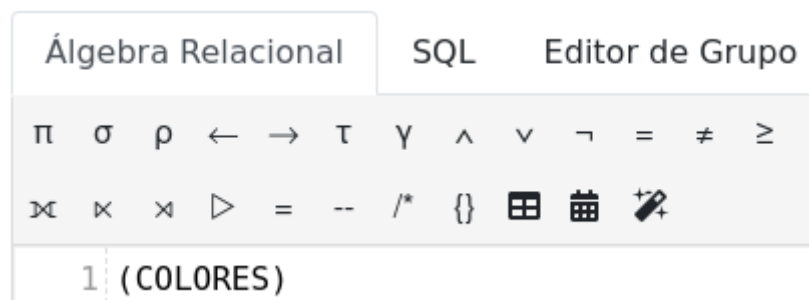 Álgebra Relacional SQL Editor de Grupo
π σ ρ ← → τ γ ∧ ∨ ¬ = ≠ ≥
⟗ ⋉ ⋊ ▷ = -- /* {}
1 (COLORES)